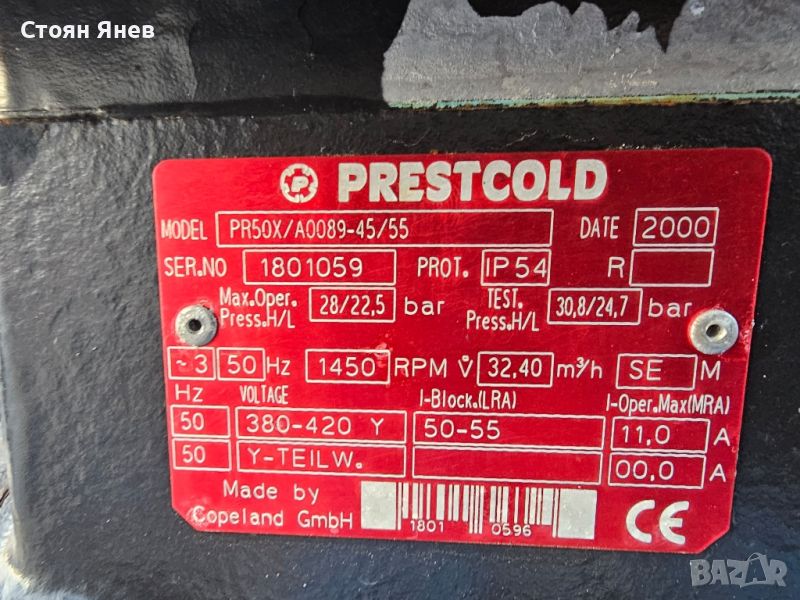 Стоян Янев
PRESTCOLD
MODEL PR50X/A0089-45/55 DATE 2000
SER.NO 1801059 PROT. IP54 R
Max.Oper. Press.H/L 28/22,5 bar TEST. Press.H/L 30,8/24,7 bar
~3 50 Hz 1450 RPM V̊ 32,40 m³/h SE M
Hz VOLTAGE I-Block.(LRA) I-Oper.Max(MRA)
50 380-420 Y 50-55 11,0 A
50 Y-TEILW. 00,0 A
Made by
Copeland GmbH 1801 0596 CE
BAZAR